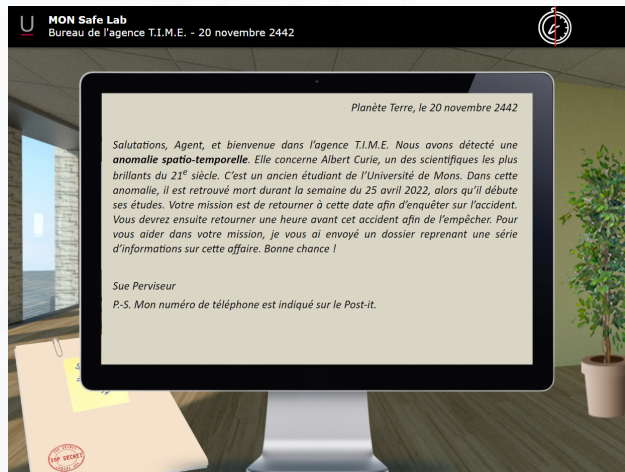 MON Safe Lab
Bureau de l'agence T.I.M.E. - 20 novembre 2442
Planète Terre, le 20 novembre 2442
Salutations, Agent, et bienvenue dans l'agence T.I.M.E. Nous avons détecté une
anomalie spatio-temporelle. Elle concerne Albert Curie, un des scientifiques les plus
brillants du 21e siècle. C'est un ancien étudiant de l'Université de Mons. Dans cette
anomalie, il est retrouvé mort durant la semaine du 25 avril 2022, alors qu'il débute
ses études. Votre mission est de retourner à cette date afin d'enquêter sur l'accident.
Vous devrez ensuite retourner une heure avant cet accident afin de l'empêcher. Pour
vous aider dans votre mission, je vous ai envoyé un dossier reprenant une série
d'informations sur cette affaire. Bonne chance !
Sue Perviseur
P.-S. Mon numéro de téléphone est indiqué sur le Post-it.
TOP SECRET